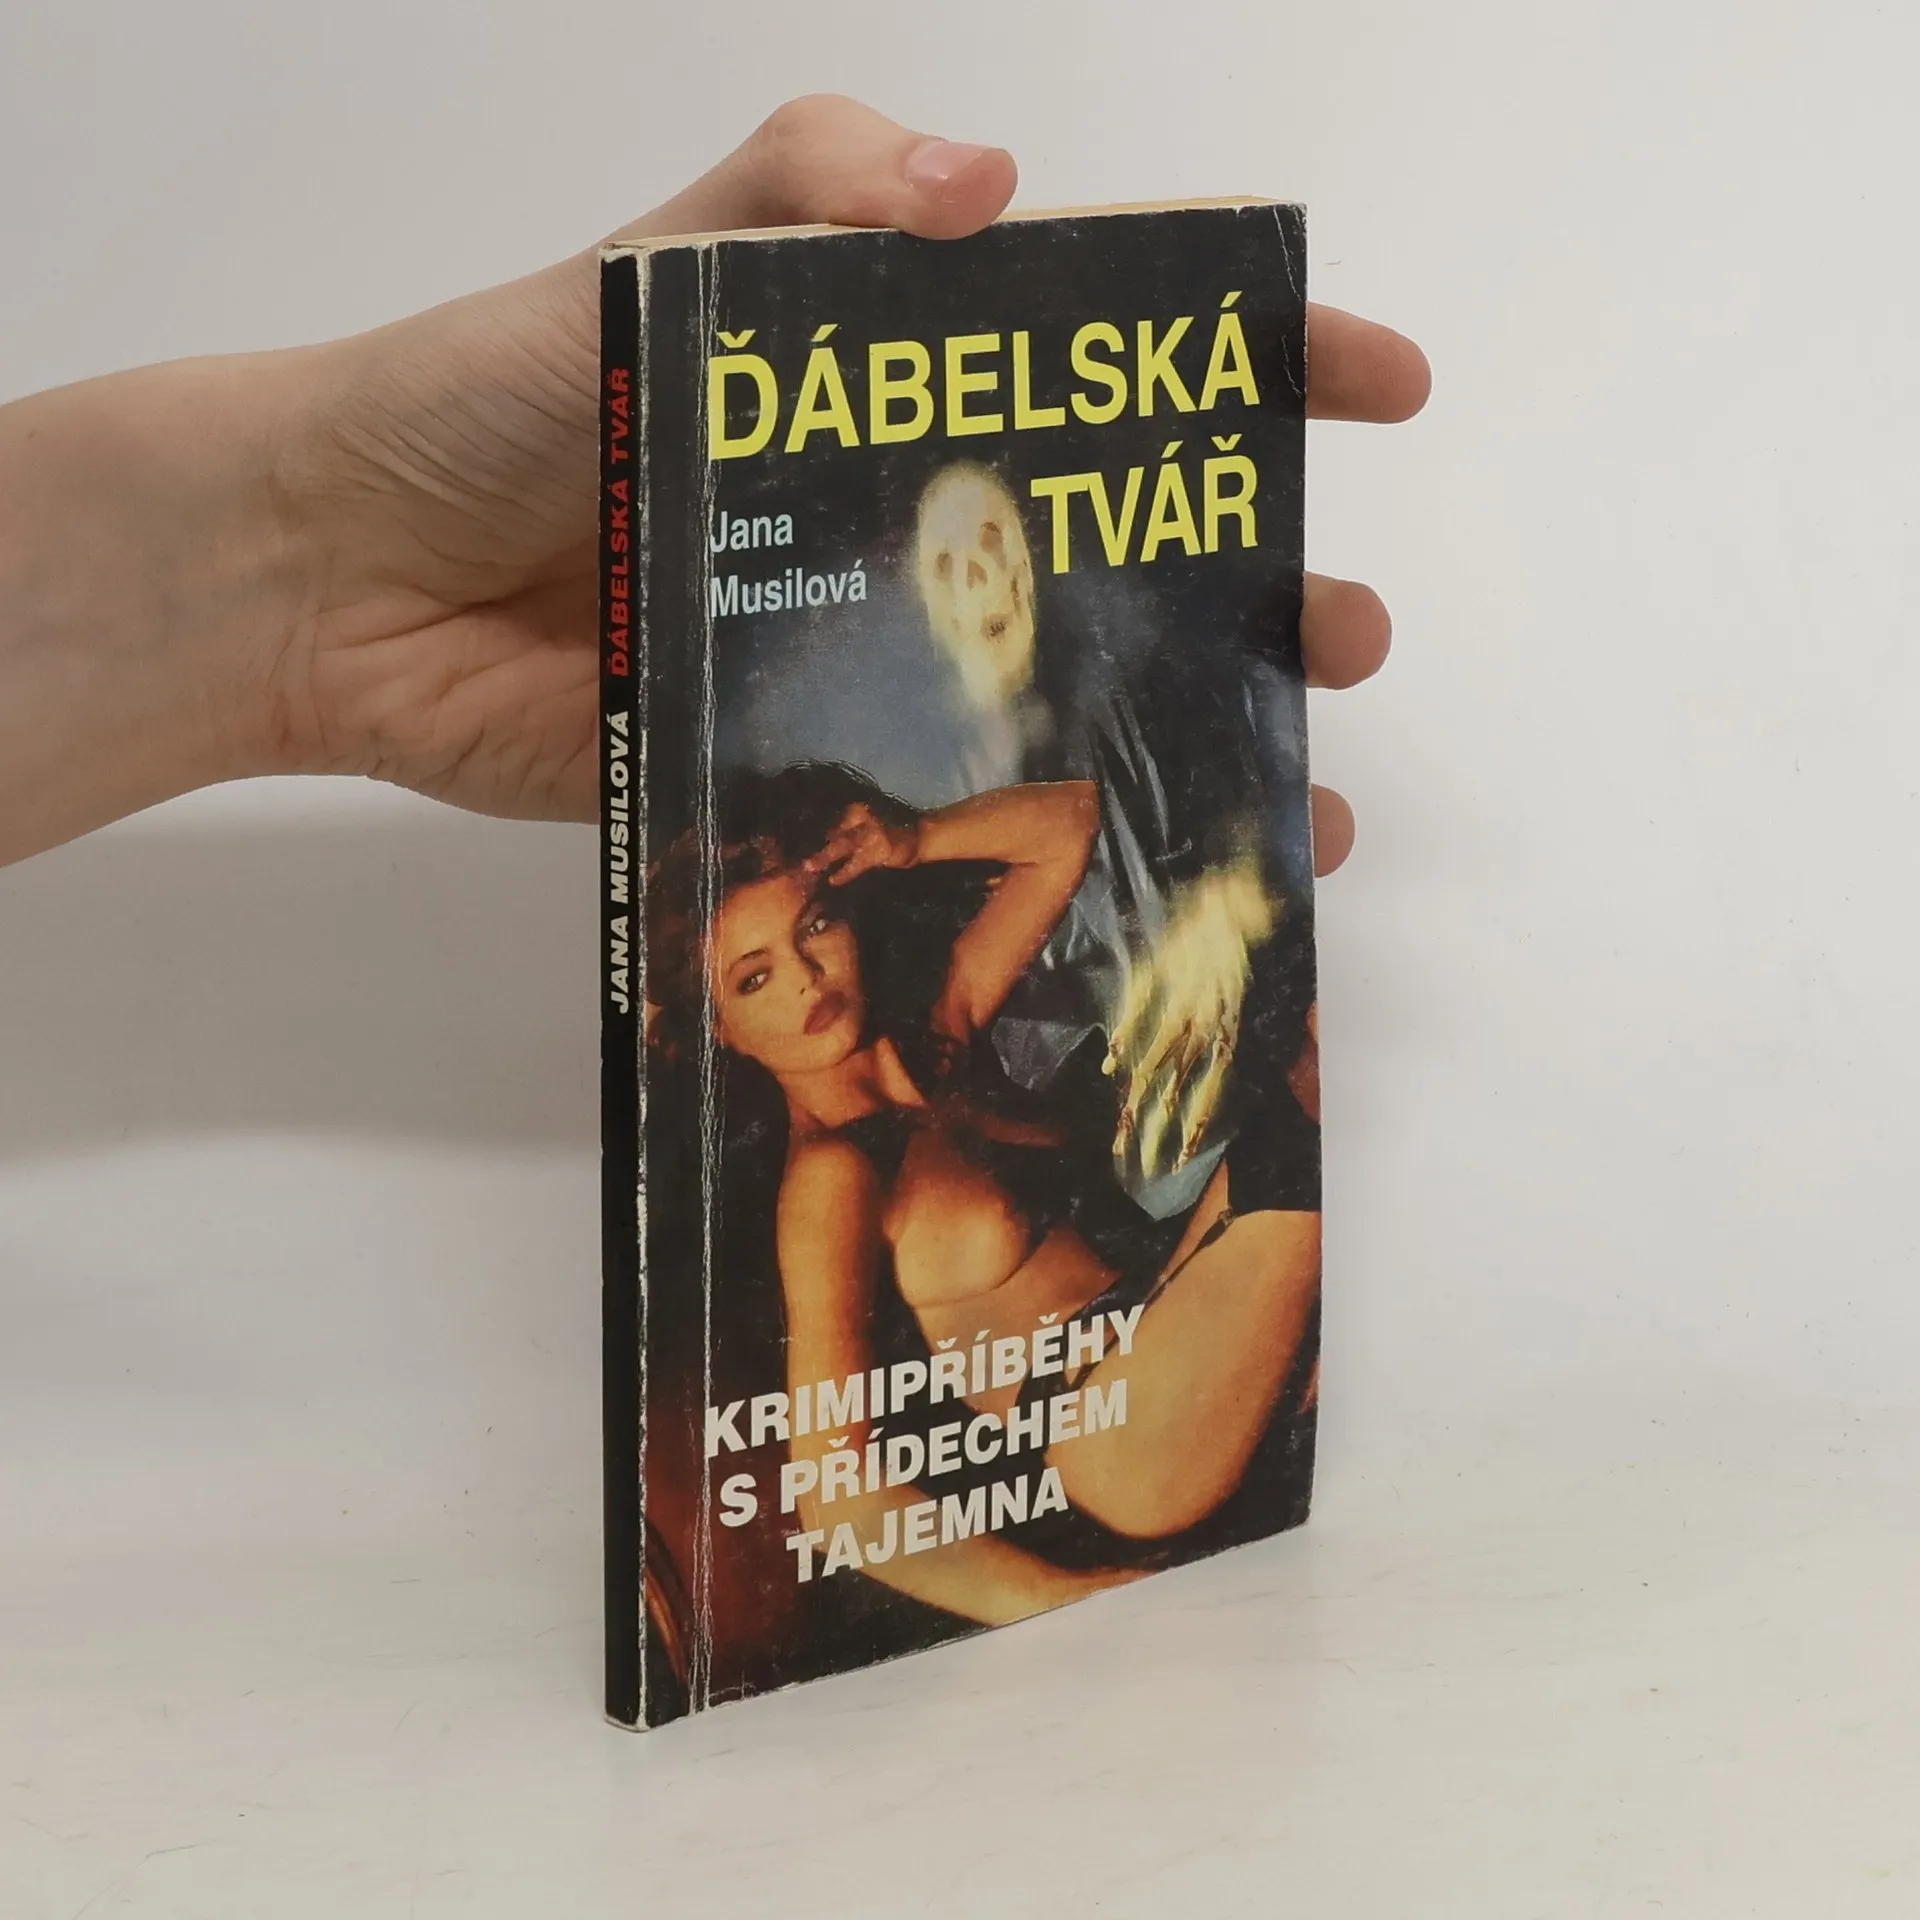 ĎÁBELSKÁ
TVÁŘ
Jana
Musilová
KRIMIPŘÍBĚHY
S PŘÍDECHEM
TAJEMNA
JANA MUSILOVÁ ĎÁBELSKÁ TVÁŘ